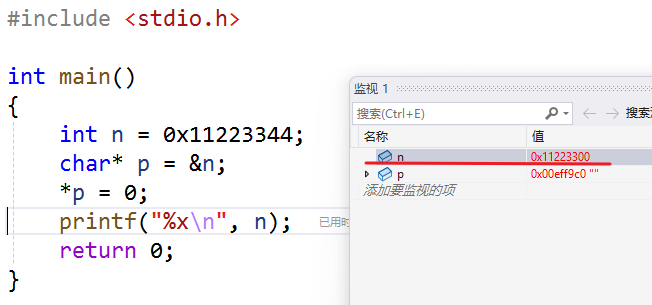 #include <stdio.h>
int main()
{
    int n = 0x11223344;
    char* p = &n;
    *p = 0;
    printf("%x\n", n); 已用时
    return 0;
}
监视 1
搜索(Ctrl+E) 搜索
名称 值
n 0x11223300
p 0x00eff9c0 ""
添加要监视的项